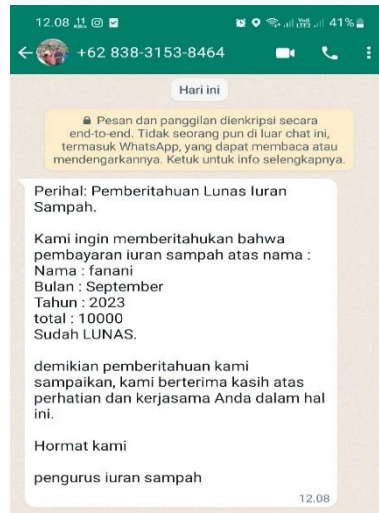 12.08
41%
+62 838-3153-8464
Hari ini
Pesan dan panggilan dienkripsi secara
end-to-end. Tidak seorang pun di luar chat ini,
termasuk WhatsApp, yang dapat membaca atau
mendengarkannya. Ketuk untuk info selengkapnya.
Perihal: Pemberitahuan Lunas Iuran
Sampah.
Kami ingin memberitahukan bahwa
pembayaran iuran sampah atas nama :
Nama : fanani
Bulan : September
Tahun : 2023
total : 10000
Sudah LUNAS.
demikian pemberitahuan kami
sampaikan, kami berterima kasih atas
perhatian dan kerjasama Anda dalam hal
ini.
Hormat kami
pengurus iuran sampah
12.08